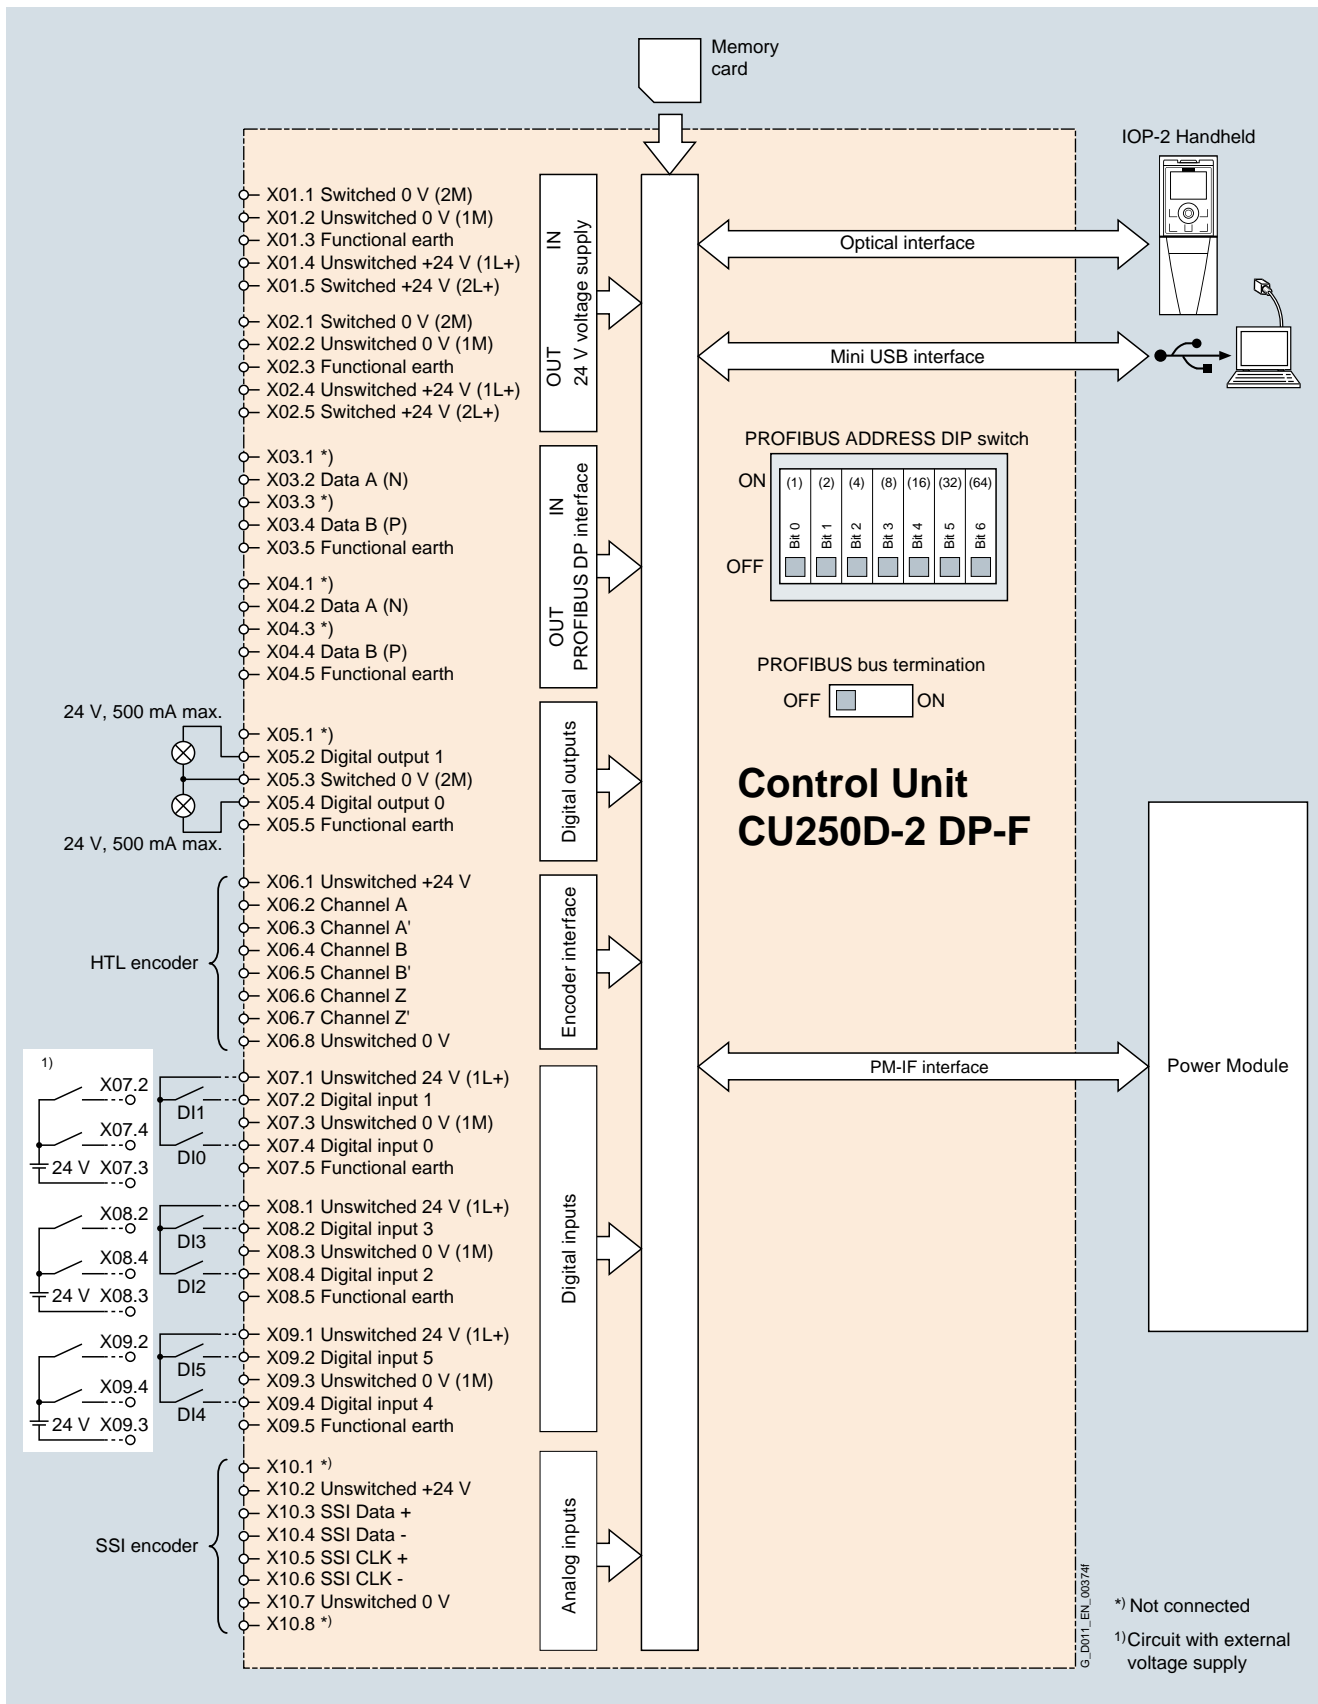 Memory
card
IOP-2 Handheld
X01.1 Switched 0 V (2M)
X01.2 Unswitched 0 V (1M)
X01.3 Functional earth
X01.4 Unswitched +24 V (1L+)
X01.5 Switched +24 V (2L+)
X02.1 Switched 0 V (2M)
X02.2 Unswitched 0 V (1M)
X02.3 Functional earth
X02.4 Unswitched +24 V (1L+)
X02.5 Switched +24 V (2L+)
OUT IN
24 V voltage supply
Optical interface
Mini USB interface
X03.1 *)
X03.2 Data A (N)
X03.3 *)
X03.4 Data B (P)
X03.5 Functional earth
X04.1 *)
X04.2 Data A (N)
X04.3 *)
X04.4 Data B (P)
X04.5 Functional earth
OUT IN
PROFIBUS DP interface
PROFIBUS ADDRESS DIP switch
ON
(1) (2) (4) (8) (16) (32) (64)
Bit 0 Bit 1 Bit 2 Bit 3 Bit 4 Bit 5 Bit 6
OFF
PROFIBUS bus termination
OFF ON
24 V, 500 mA max.
X05.1 *)
X05.2 Digital output 1
X05.3 Switched 0 V (2M)
X05.4 Digital output 0
X05.5 Functional earth
24 V, 500 mA max.
Digital outputs
Control Unit
CU250D-2 DP-F
HTL encoder
X06.1 Unswitched +24 V
X06.2 Channel A
X06.3 Channel A'
X06.4 Channel B
X06.5 Channel B'
X06.6 Channel Z
X06.7 Channel Z'
X06.8 Unswitched 0 V
Encoder interface
PM-IF interface
Power Module
1)
X07.2
X07.4
24 V X07.3
DI1
DI0
X07.1 Unswitched 24 V (1L+)
X07.2 Digital input 1
X07.3 Unswitched 0 V (1M)
X07.4 Digital input 0
X07.5 Functional earth
X08.2
X08.4
24 V X08.3
DI3
DI2
X08.1 Unswitched 24 V (1L+)
X08.2 Digital input 3
X08.3 Unswitched 0 V (1M)
X08.4 Digital input 2
X08.5 Functional earth
X09.2
X09.4
24 V X09.3
DI5
DI4
X09.1 Unswitched 24 V (1L+)
X09.2 Digital input 5
X09.3 Unswitched 0 V (1M)
X09.4 Digital input 4
X09.5 Functional earth
Digital inputs
SSI encoder
X10.1 *)
X10.2 Unswitched +24 V
X10.3 SSI Data +
X10.4 SSI Data -
X10.5 SSI CLK +
X10.6 SSI CLK -
X10.7 Unswitched 0 V
X10.8 *)
Analog inputs
G_D011_EN_00374f
*) Not connected
1) Circuit with external
voltage supply